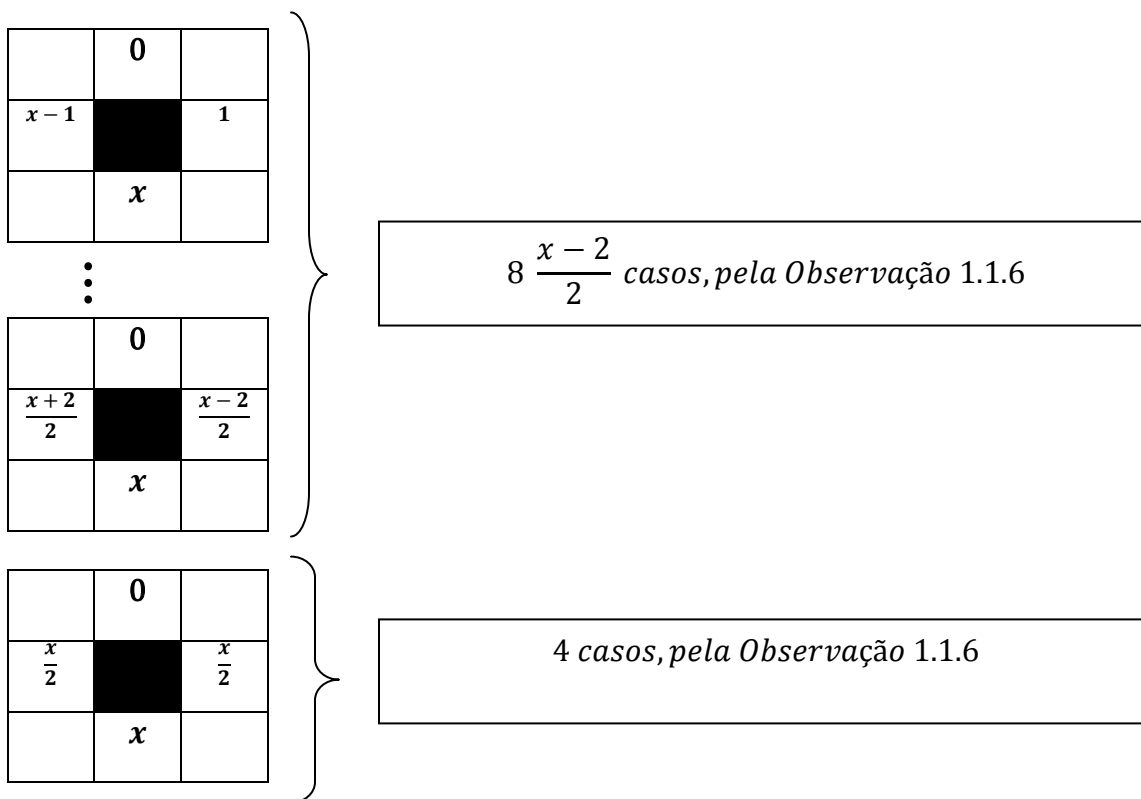 0
x − 1 1
x
8 (x − 2)/2 casos, pela Observação 1.1.6
⋮
0
(x + 2)/2 (x − 2)/2
x
0
x/2 x/2
x
4 casos, pela Observação 1.1.6